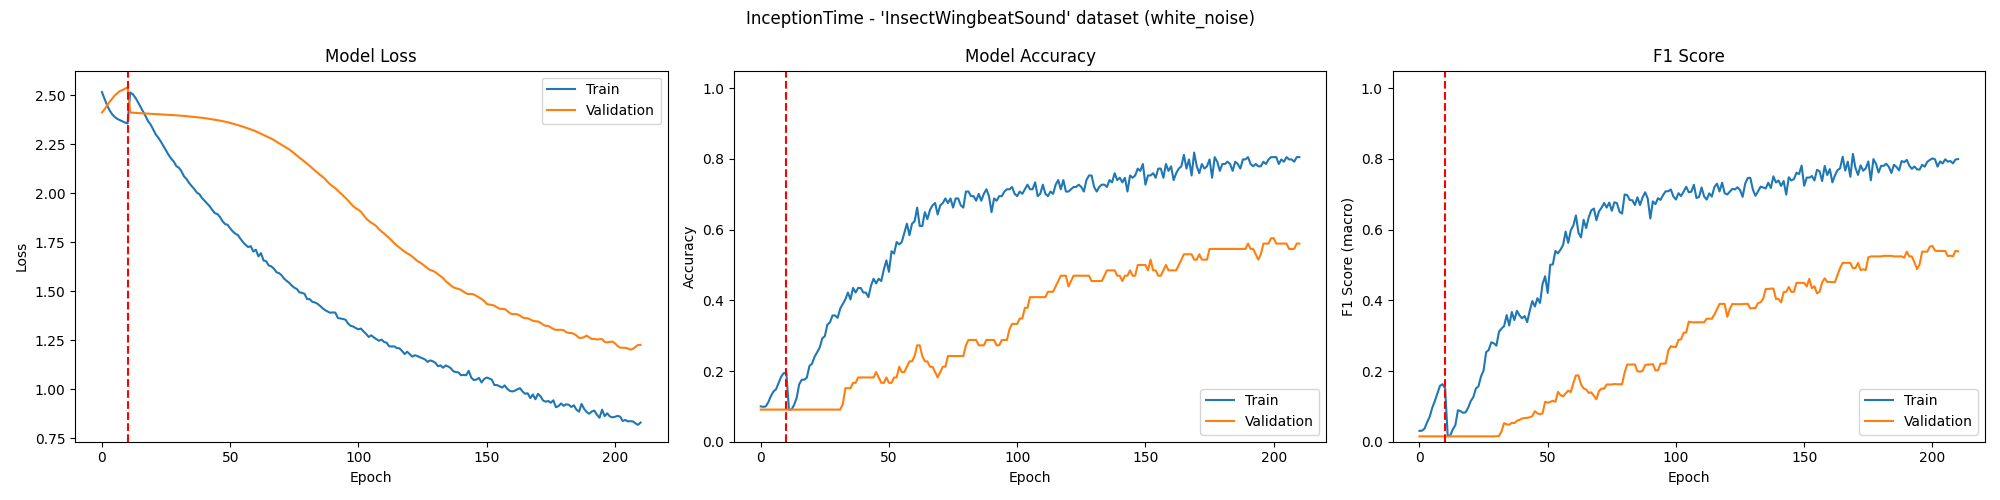 InceptionTime - 'InsectWingbeatSound' dataset (white_noise)
Model Loss
Loss
2.50
2.25
2.00
1.75
1.50
1.25
1.00
0.75
0
50
100
150
200
Epoch
Train
Validation
Model Accuracy
Accuracy
1.0
0.8
0.6
0.4
0.2
0.0
0
50
100
150
200
Epoch
Train
Validation
F1 Score
F1 Score (macro)
1.0
0.8
0.6
0.4
0.2
0.0
0
50
100
150
200
Epoch
Train
Validation